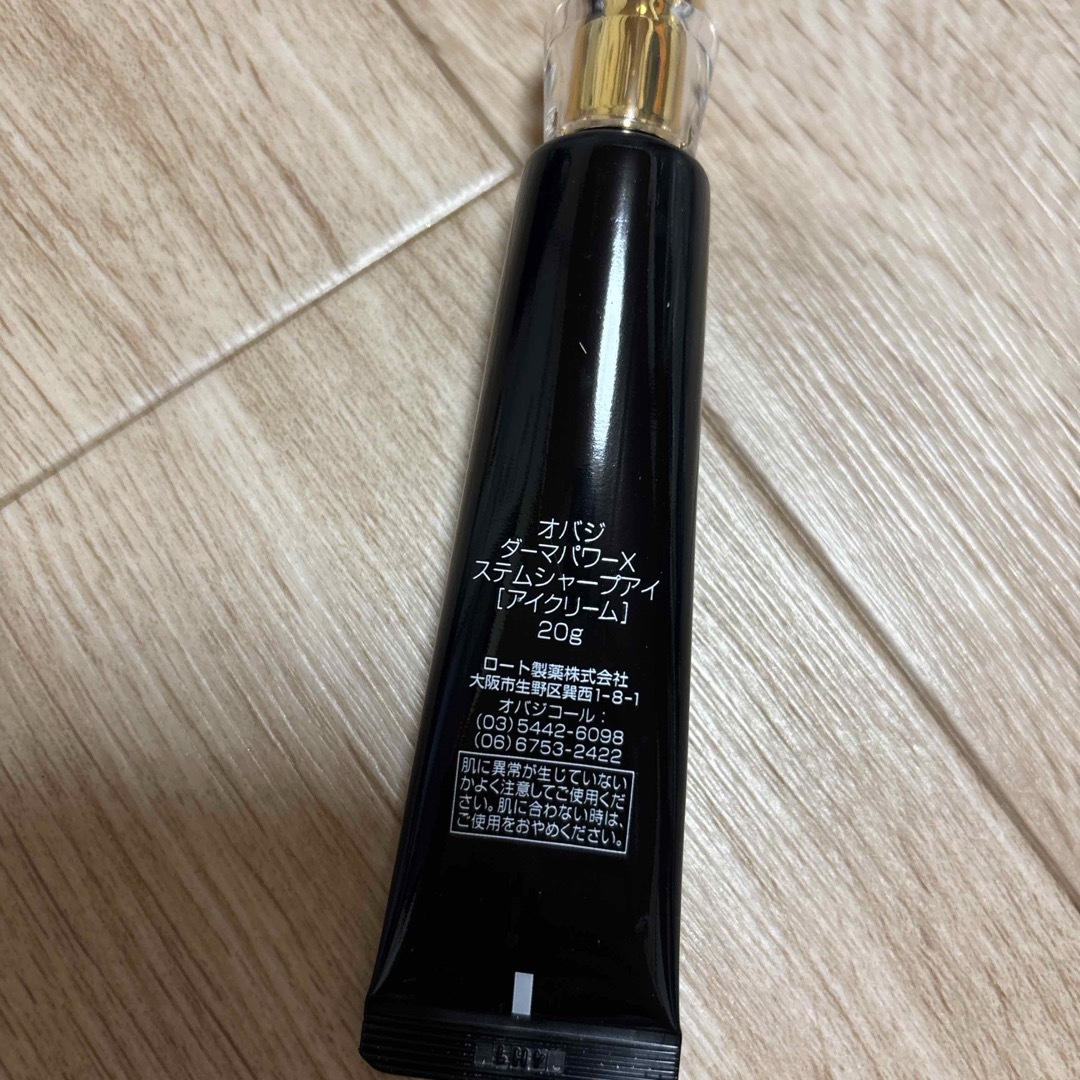 オバジ
ダーマパワーX
ステムシャープアイ
[アイクリーム]
20g
ロート製薬株式会社
大阪市生野区巽西1-8-1
オバジコール:
(03)5442-6098
(06)6753-2422
肌に異常が生じていない
かよく注意してご使用くだ
さい。肌に合わない時は、
ご使用をおやめください。